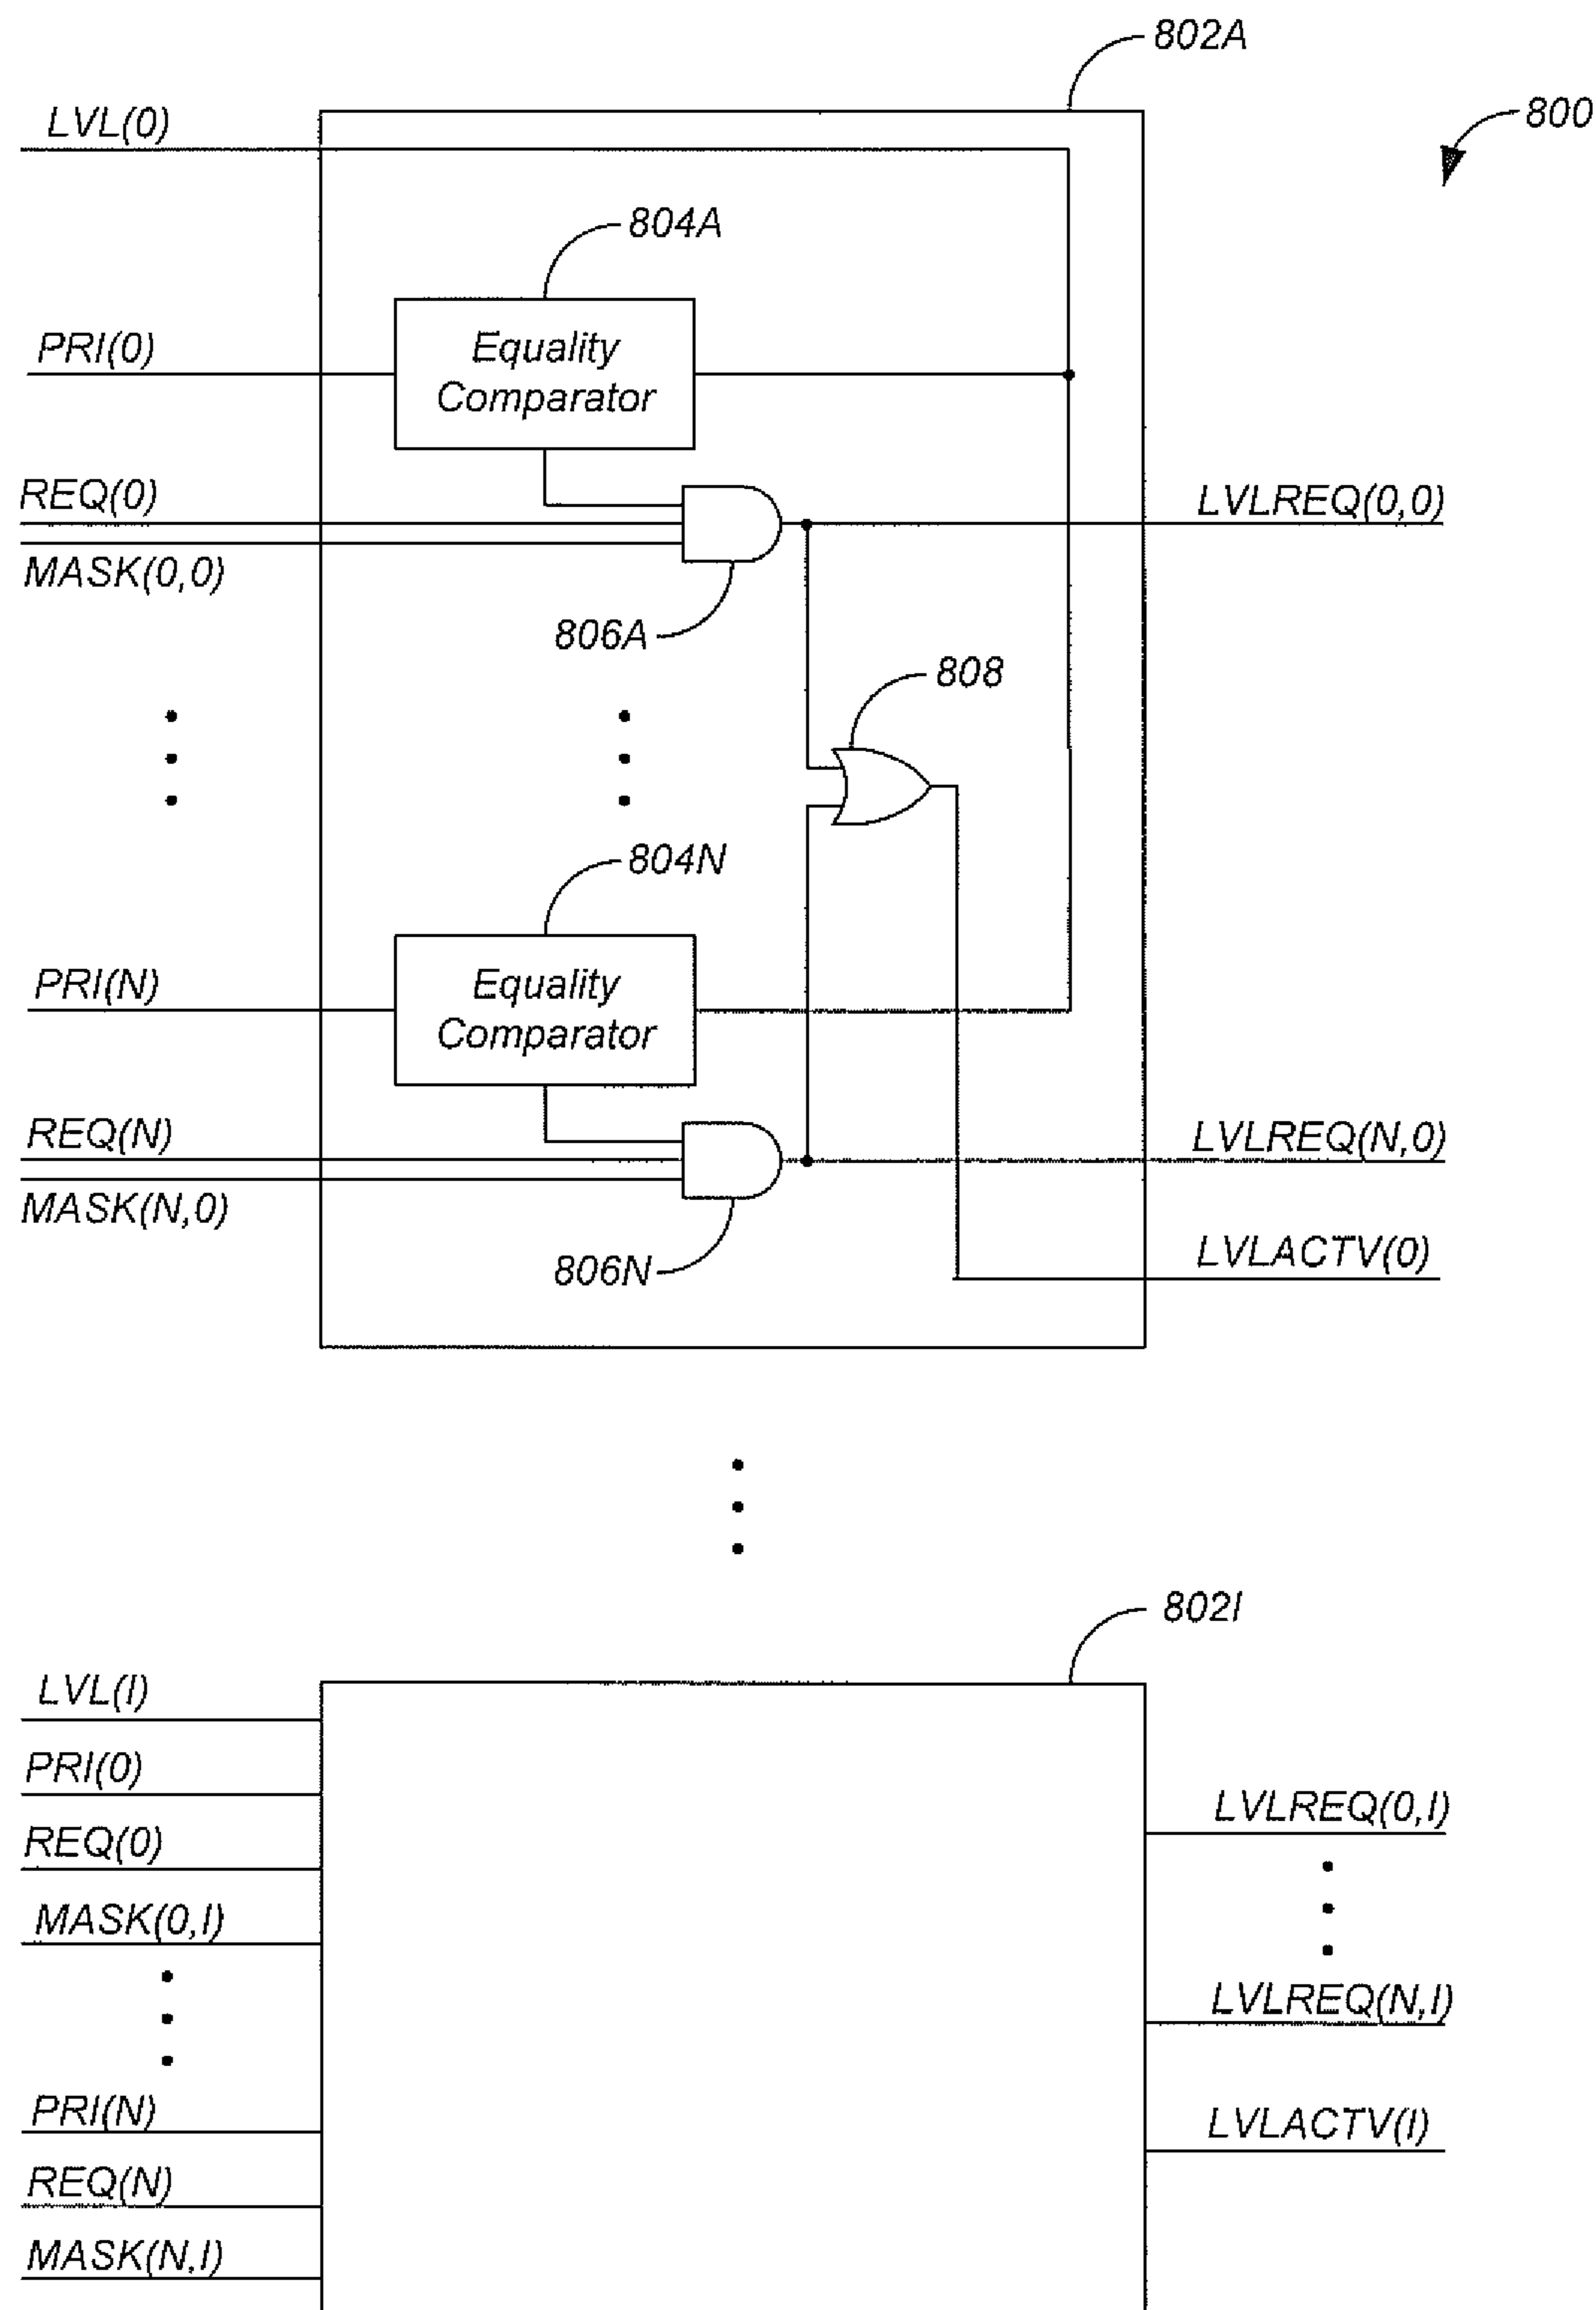 802A
800
LVL(0)
804A
PRI(0)
Equality
Comparator
REQ(0)
LVLREQ(0,0)
MASK(0,0)
806A
808
804N
PRI(N)
Equality
Comparator
REQ(N)
LVLREQ(N,0)
MASK(N,0)
806N
LVLACTV(0)
802I
LVL(I)
PRI(0)
REQ(0)
LVLREQ(0,I)
MASK(0,I)
LVLREQ(N,I)
PRI(N)
LVLACTV(I)
REQ(N)
MASK(N,I)